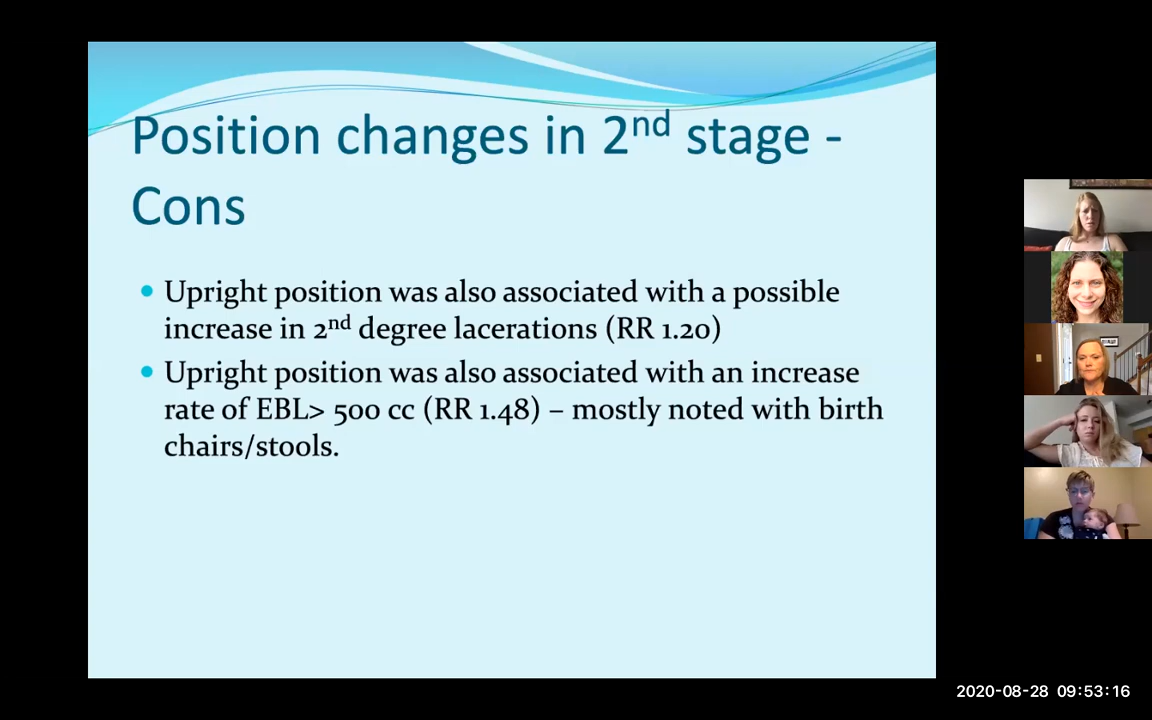 Position changes in 2nd stage -
Cons
• Upright position was also associated with a possible
increase in 2nd degree lacerations (RR 1.20)
• Upright position was also associated with an increase
rate of EBL> 500 cc (RR 1.48) – mostly noted with birth
chairs/stools.
2020-08-28 09:53:16